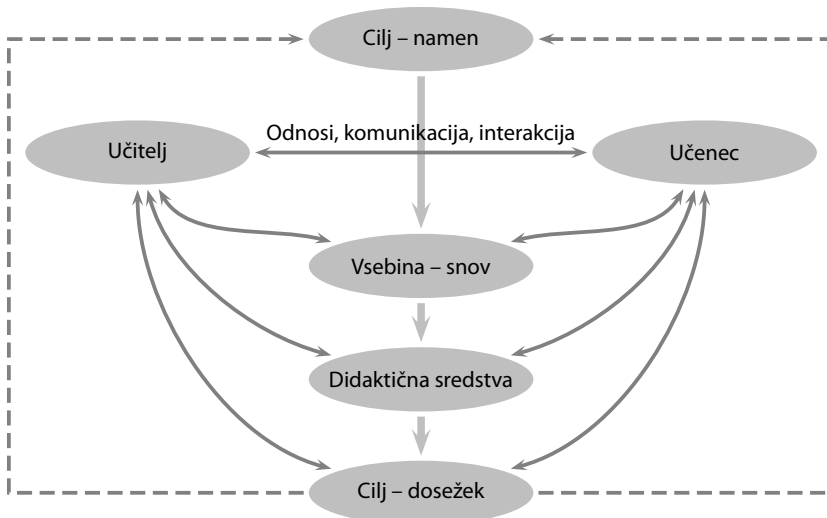 Cilj – namen
Odnosi, komunikacija, interakcija
Učitelj
Učenec
Vsebina – snov
Didaktična sredstva
Cilj – dosežek